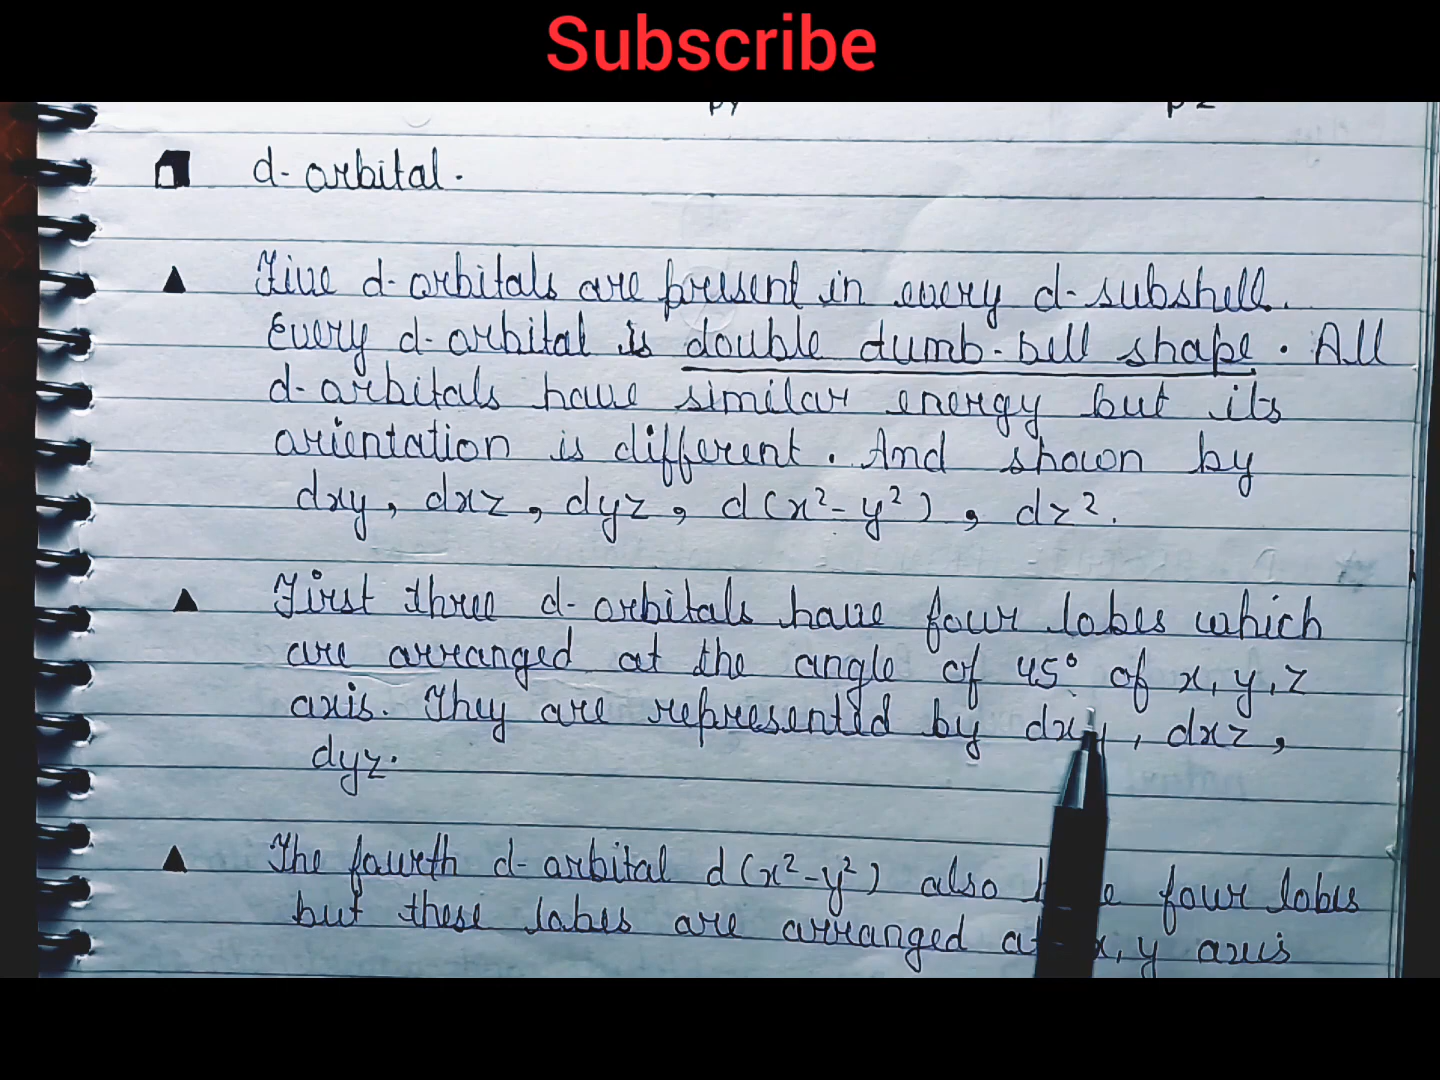 Subscribe
d-orbital.
Five d-orbitals are present in every d-subshell.
Every d-orbital is double dumb-bell shape. All
d-orbitals have similar energy but its
orientation is different. And shown by
dxy, dxz, dyz, d(x²-y²), dz².
First three d-orbitals have four lobes which
are arranged at the angle of 45° of x, y, z
axis. They are represented by dxy, dxz,
dyz.
The fourth d-orbital d(x²-y²) also four lobes
but these lobes are arranged at x, y axis